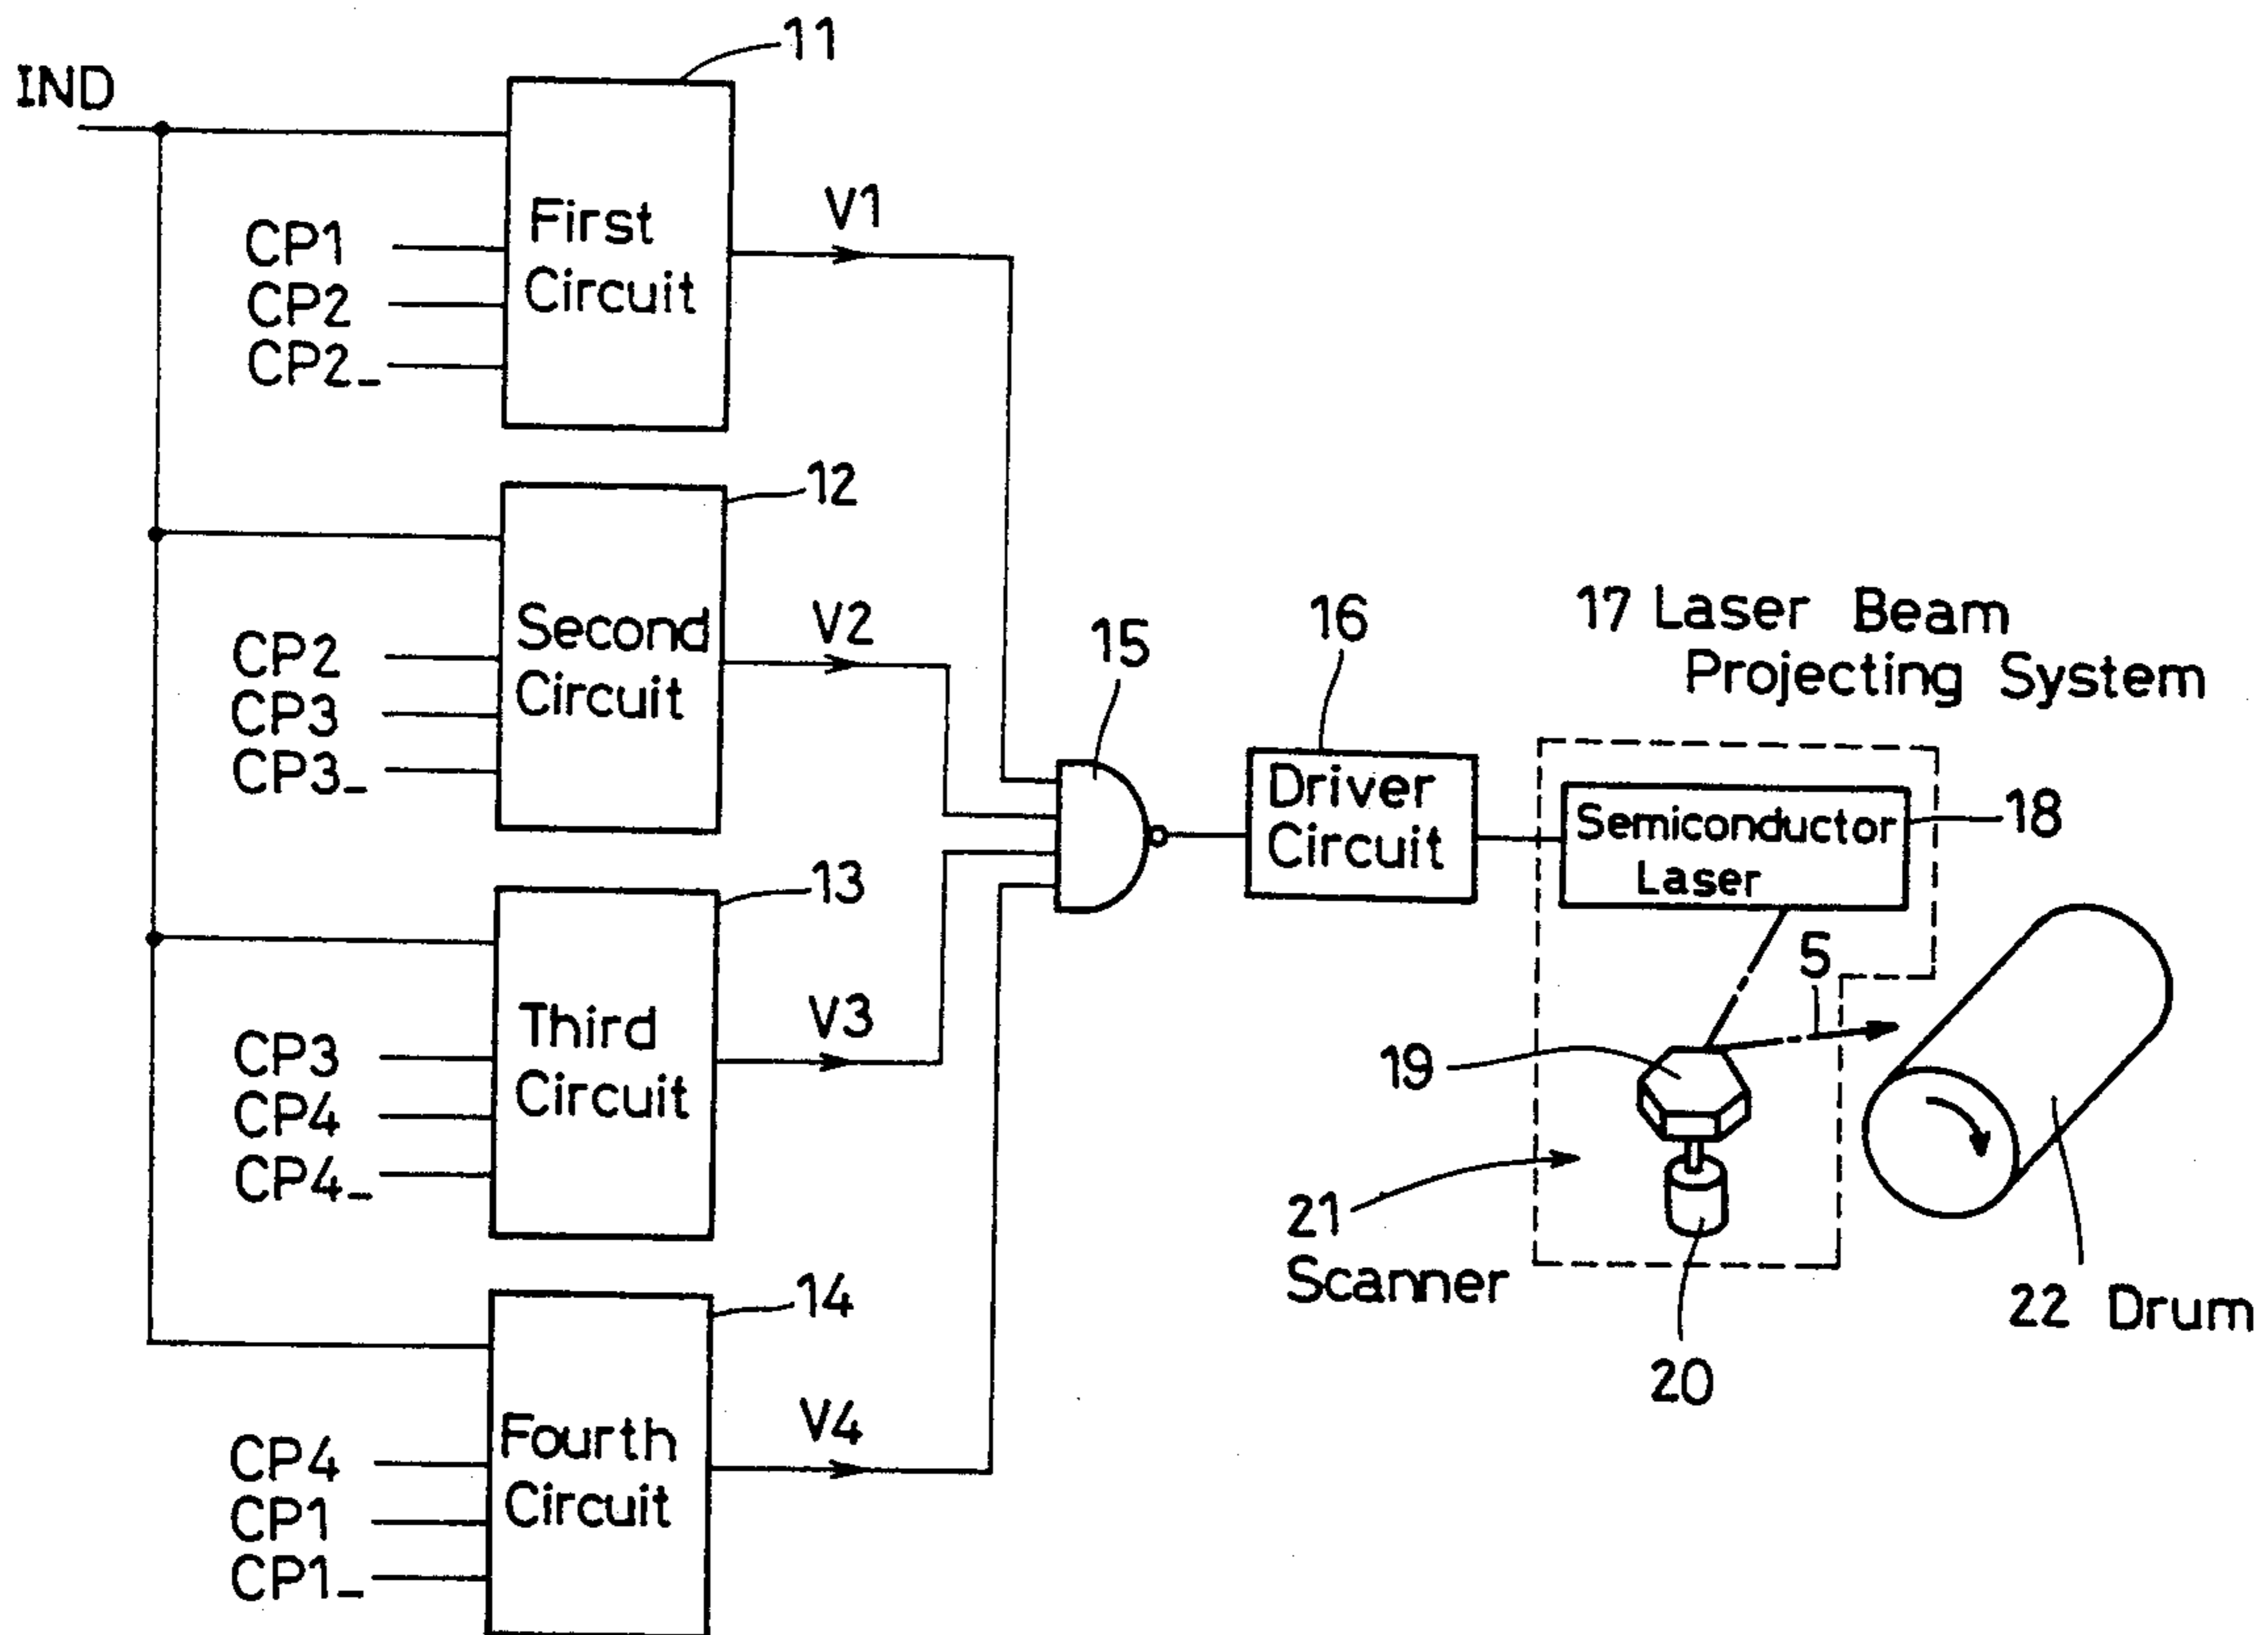 11
IND
First
Circuit
V1
CP1
CP2
CP2_
12
Second
Circuit
V2
CP2
CP3
CP3_
15
16
17 Laser Beam
Projecting System
Driver
Circuit
Semiconductor
Laser
18
13
Third
Circuit
V3
CP3
CP4
CP4_
5
19
21
Scanner
20
22 Drum
14
Fourth
Circuit
V4
CP4
CP1
CP1_